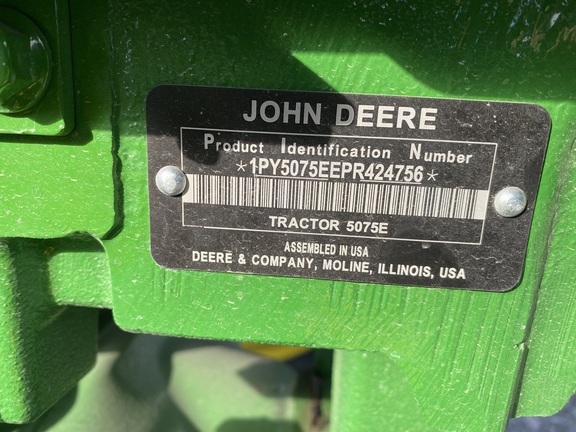 JOHN DEERE
Product Identification Number
*1PY5075EEPR424756*
TRACTOR 5075E
ASSEMBLED IN USA
DEERE & COMPANY, MOLINE, ILLINOIS, USA